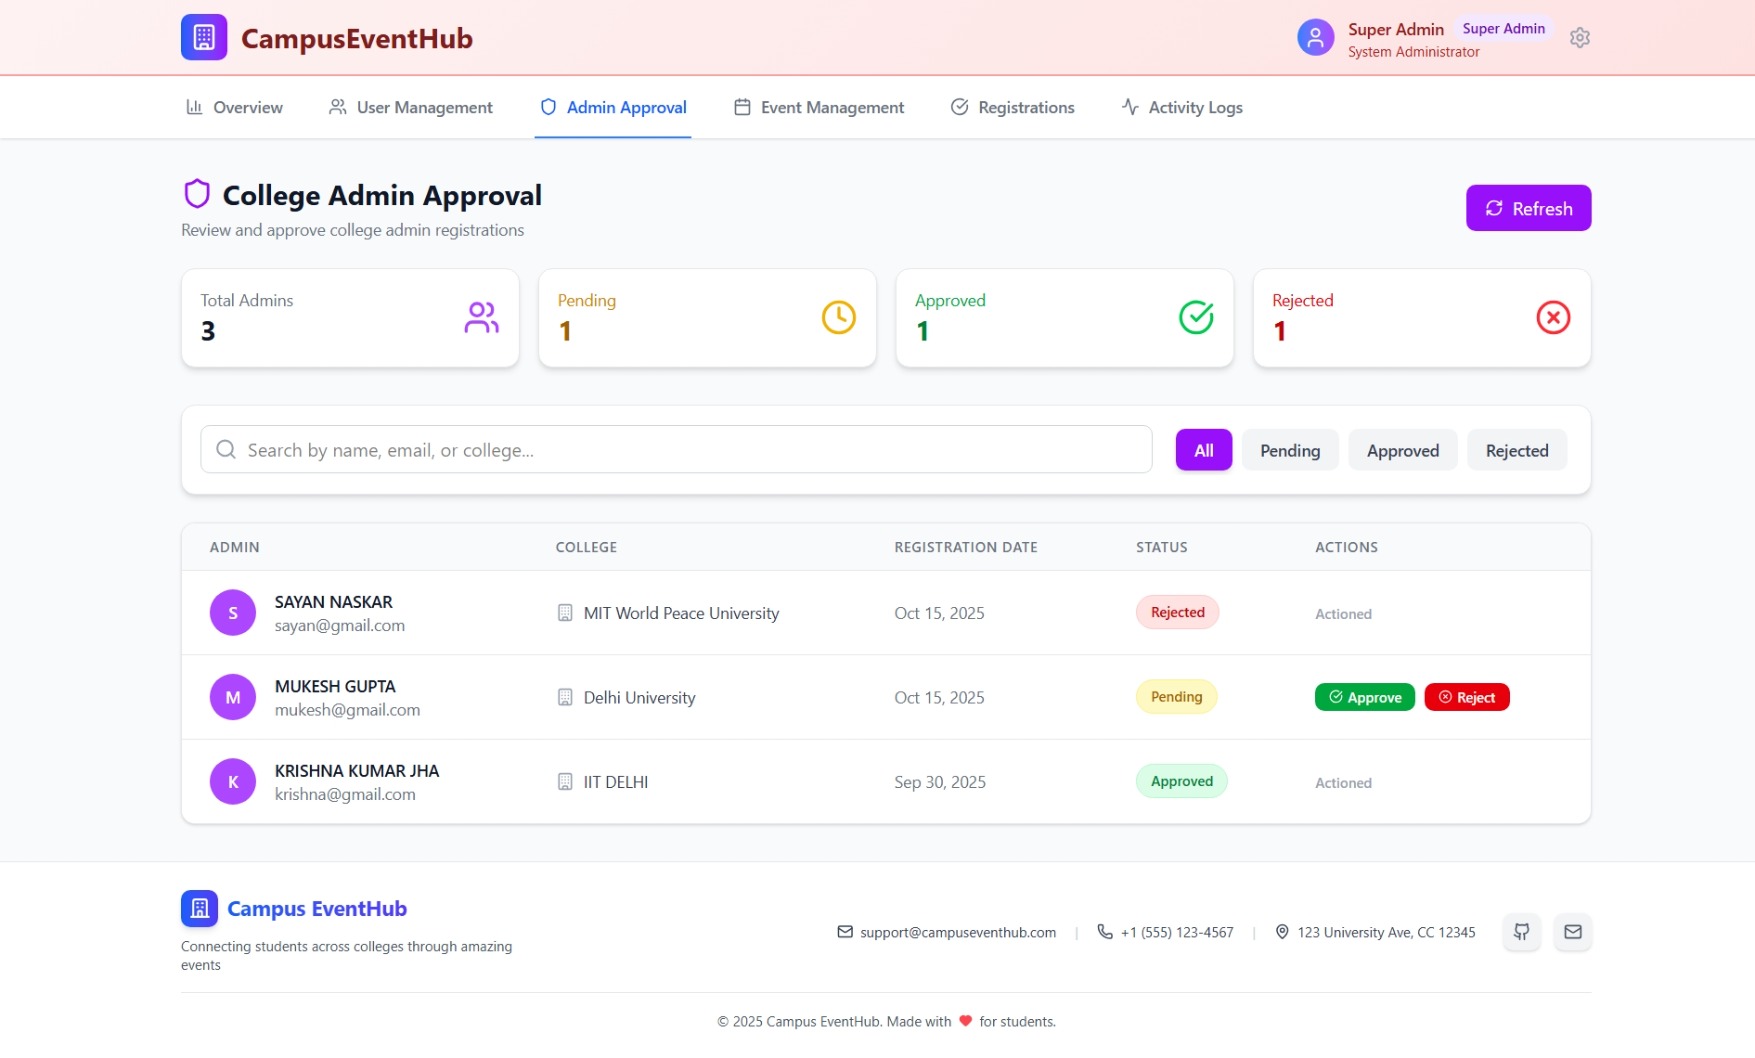 CampusEventHub
Super Admin Super Admin
System Administrator
Overview User Management Admin Approval Event Management Registrations Activity Logs
College Admin Approval
Review and approve college admin registrations
Refresh
Total Admins
3
Pending
1
Approved
1
Rejected
1
Search by name, email, or college...
All Pending Approved Rejected
ADMIN COLLEGE REGISTRATION DATE STATUS ACTIONS
S
SAYAN NASKAR
sayan@gmail.com
MIT World Peace University
Oct 15, 2025
Rejected
Actioned
M
MUKESH GUPTA
mukesh@gmail.com
Delhi University
Oct 15, 2025
Pending
Approve Reject
K
KRISHNA KUMAR JHA
krishna@gmail.com
IIT DELHI
Sep 30, 2025
Approved
Actioned
Campus EventHub
Connecting students across colleges through amazing
events
support@campuseventhub.com | +1 (555) 123-4567 | 123 University Ave, CC 12345
© 2025 Campus EventHub. Made with ❤ for students.